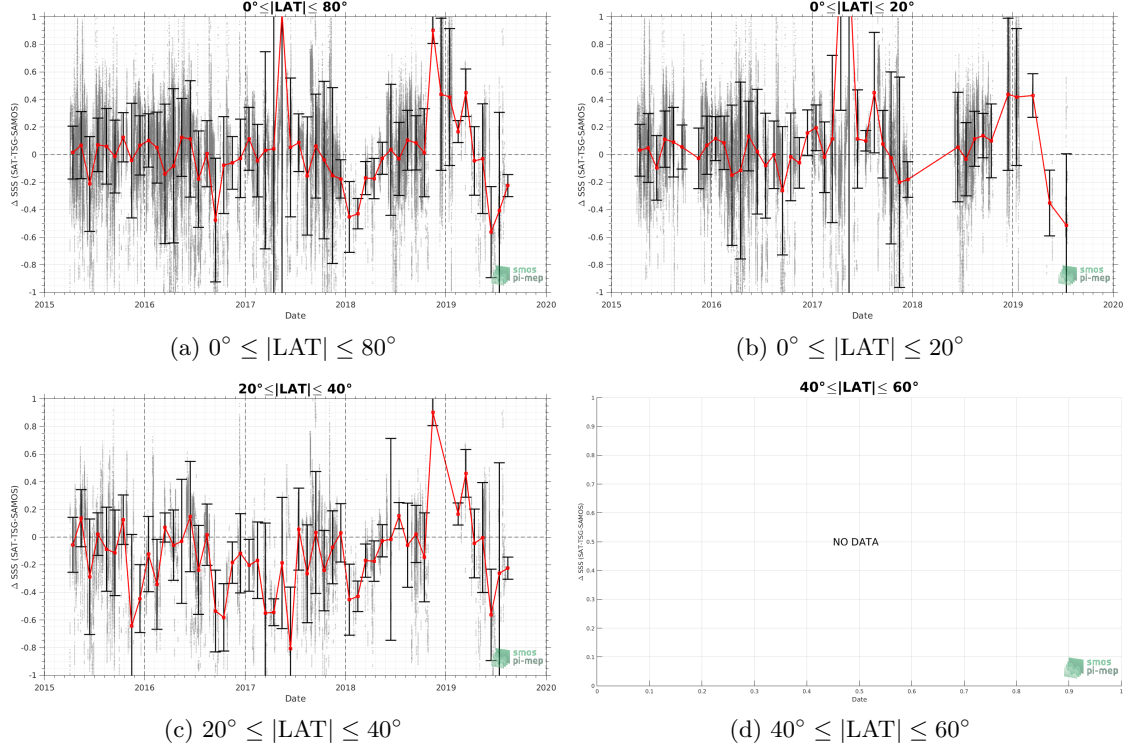 0°≤|LAT|≤ 80°
Δ SSS (SAT-TSG-SAMOS)
1
0.8
0.6
0.4
0.2
0
-0.2
-0.4
-0.6
-0.8
-1
2015 2016 2017 2018 2019 2020
Date
smos
pi-mep
(a) 0° ≤ |LAT| ≤ 80°
0°≤|LAT|≤ 20°
Δ SSS (SAT-TSG-SAMOS)
1
0.8
0.6
0.4
0.2
0
-0.2
-0.4
-0.6
-0.8
-1
2015 2016 2017 2018 2019 2020
Date
smos
pi-mep
(b) 0° ≤ |LAT| ≤ 20°
20°≤|LAT|≤ 40°
Δ SSS (SAT-TSG-SAMOS)
1
0.8
0.6
0.4
0.2
0
-0.2
-0.4
-0.6
-0.8
-1
2015 2016 2017 2018 2019 2020
Date
smos
pi-mep
(c) 20° ≤ |LAT| ≤ 40°
40°≤|LAT|≤ 60°
Δ SSS (SAT-TSG-SAMOS)
1
0.9
0.8
0.7
0.6
0.5
0.4
0.3
0.2
0.1
0
NO DATA
0 0.1 0.2 0.3 0.4 0.5 0.6 0.7 0.8 0.9 1
Date
smos
pi-mep
(d) 40° ≤ |LAT| ≤ 60°